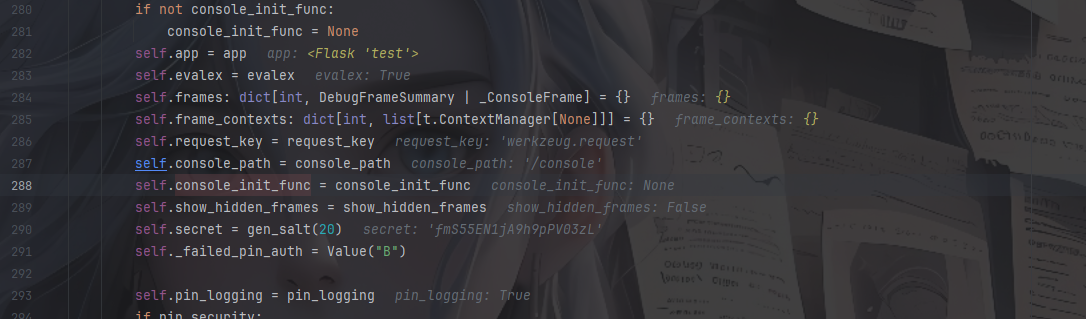 280 if not console_init_func:
281 console_init_func = None
282 self.app = app app: <Flask 'test'>
283 self.evalex = evalex evalex: True
284 self.frames: dict[int, DebugFrameSummary | _ConsoleFrame] = {} frames: {}
285 self.frame_contexts: dict[int, list[t.ContextManager[None]]] = {} frame_contexts: {}
286 self.request_key = request_key request_key: 'werkzeug.request'
287 self.console_path = console_path console_path: '/console'
288 self.console_init_func = console_init_func console_init_func: None
289 self.show_hidden_frames = show_hidden_frames show_hidden_frames: False
290 self.secret = gen_salt(20) secret: 'fmS55EN1jA9h9pPV03zL'
291 self._failed_pin_auth = Value("B")
292
293 self.pin_logging = pin_logging pin_logging: True
294 if pin_security: